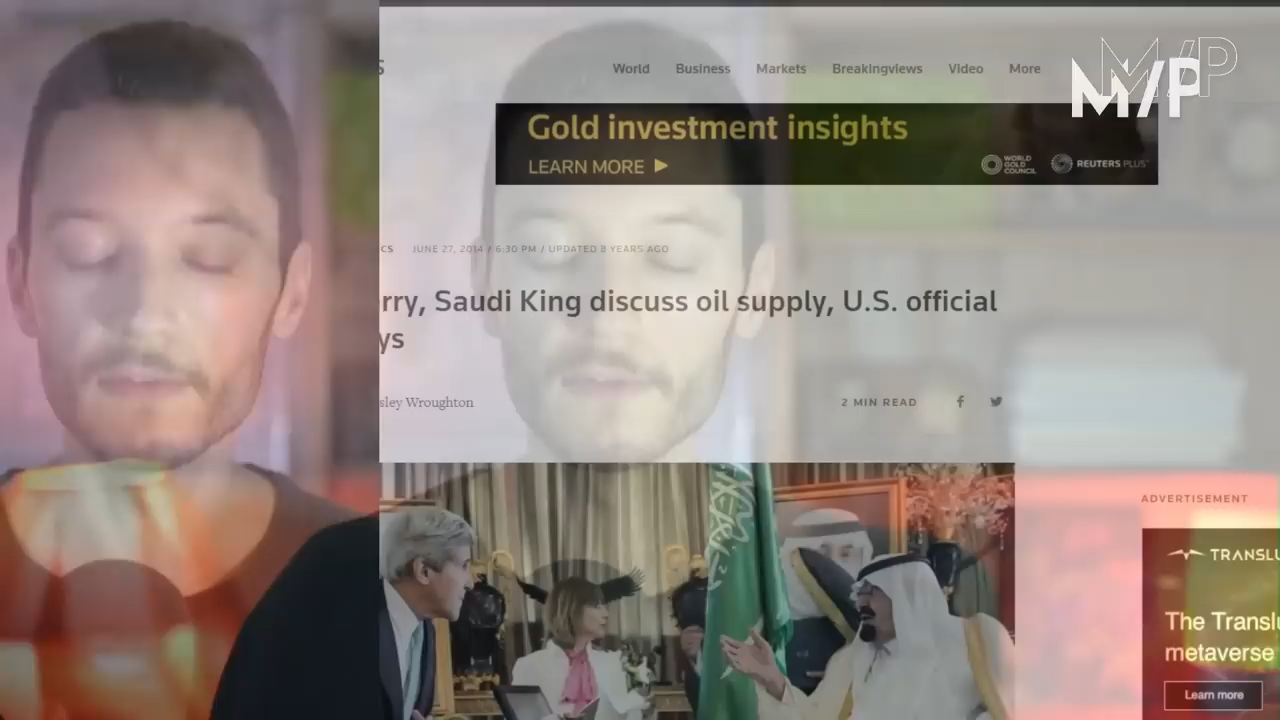 S
World Business Markets Breakingviews Video More
M/P
M/P
Gold investment insights
LEARN MORE
WORLD
GOLD
COUNCIL
REUTERS PLUS
CS JUNE 27, 2014 / 6:30 PM / UPDATED 8 YEARS AGO
rry, Saudi King discuss oil supply, U.S. official
ys
sley Wroughton
2 MIN READ
ADVERTISEMENT
TRANSLU
The Translu
metaverse
Learn more